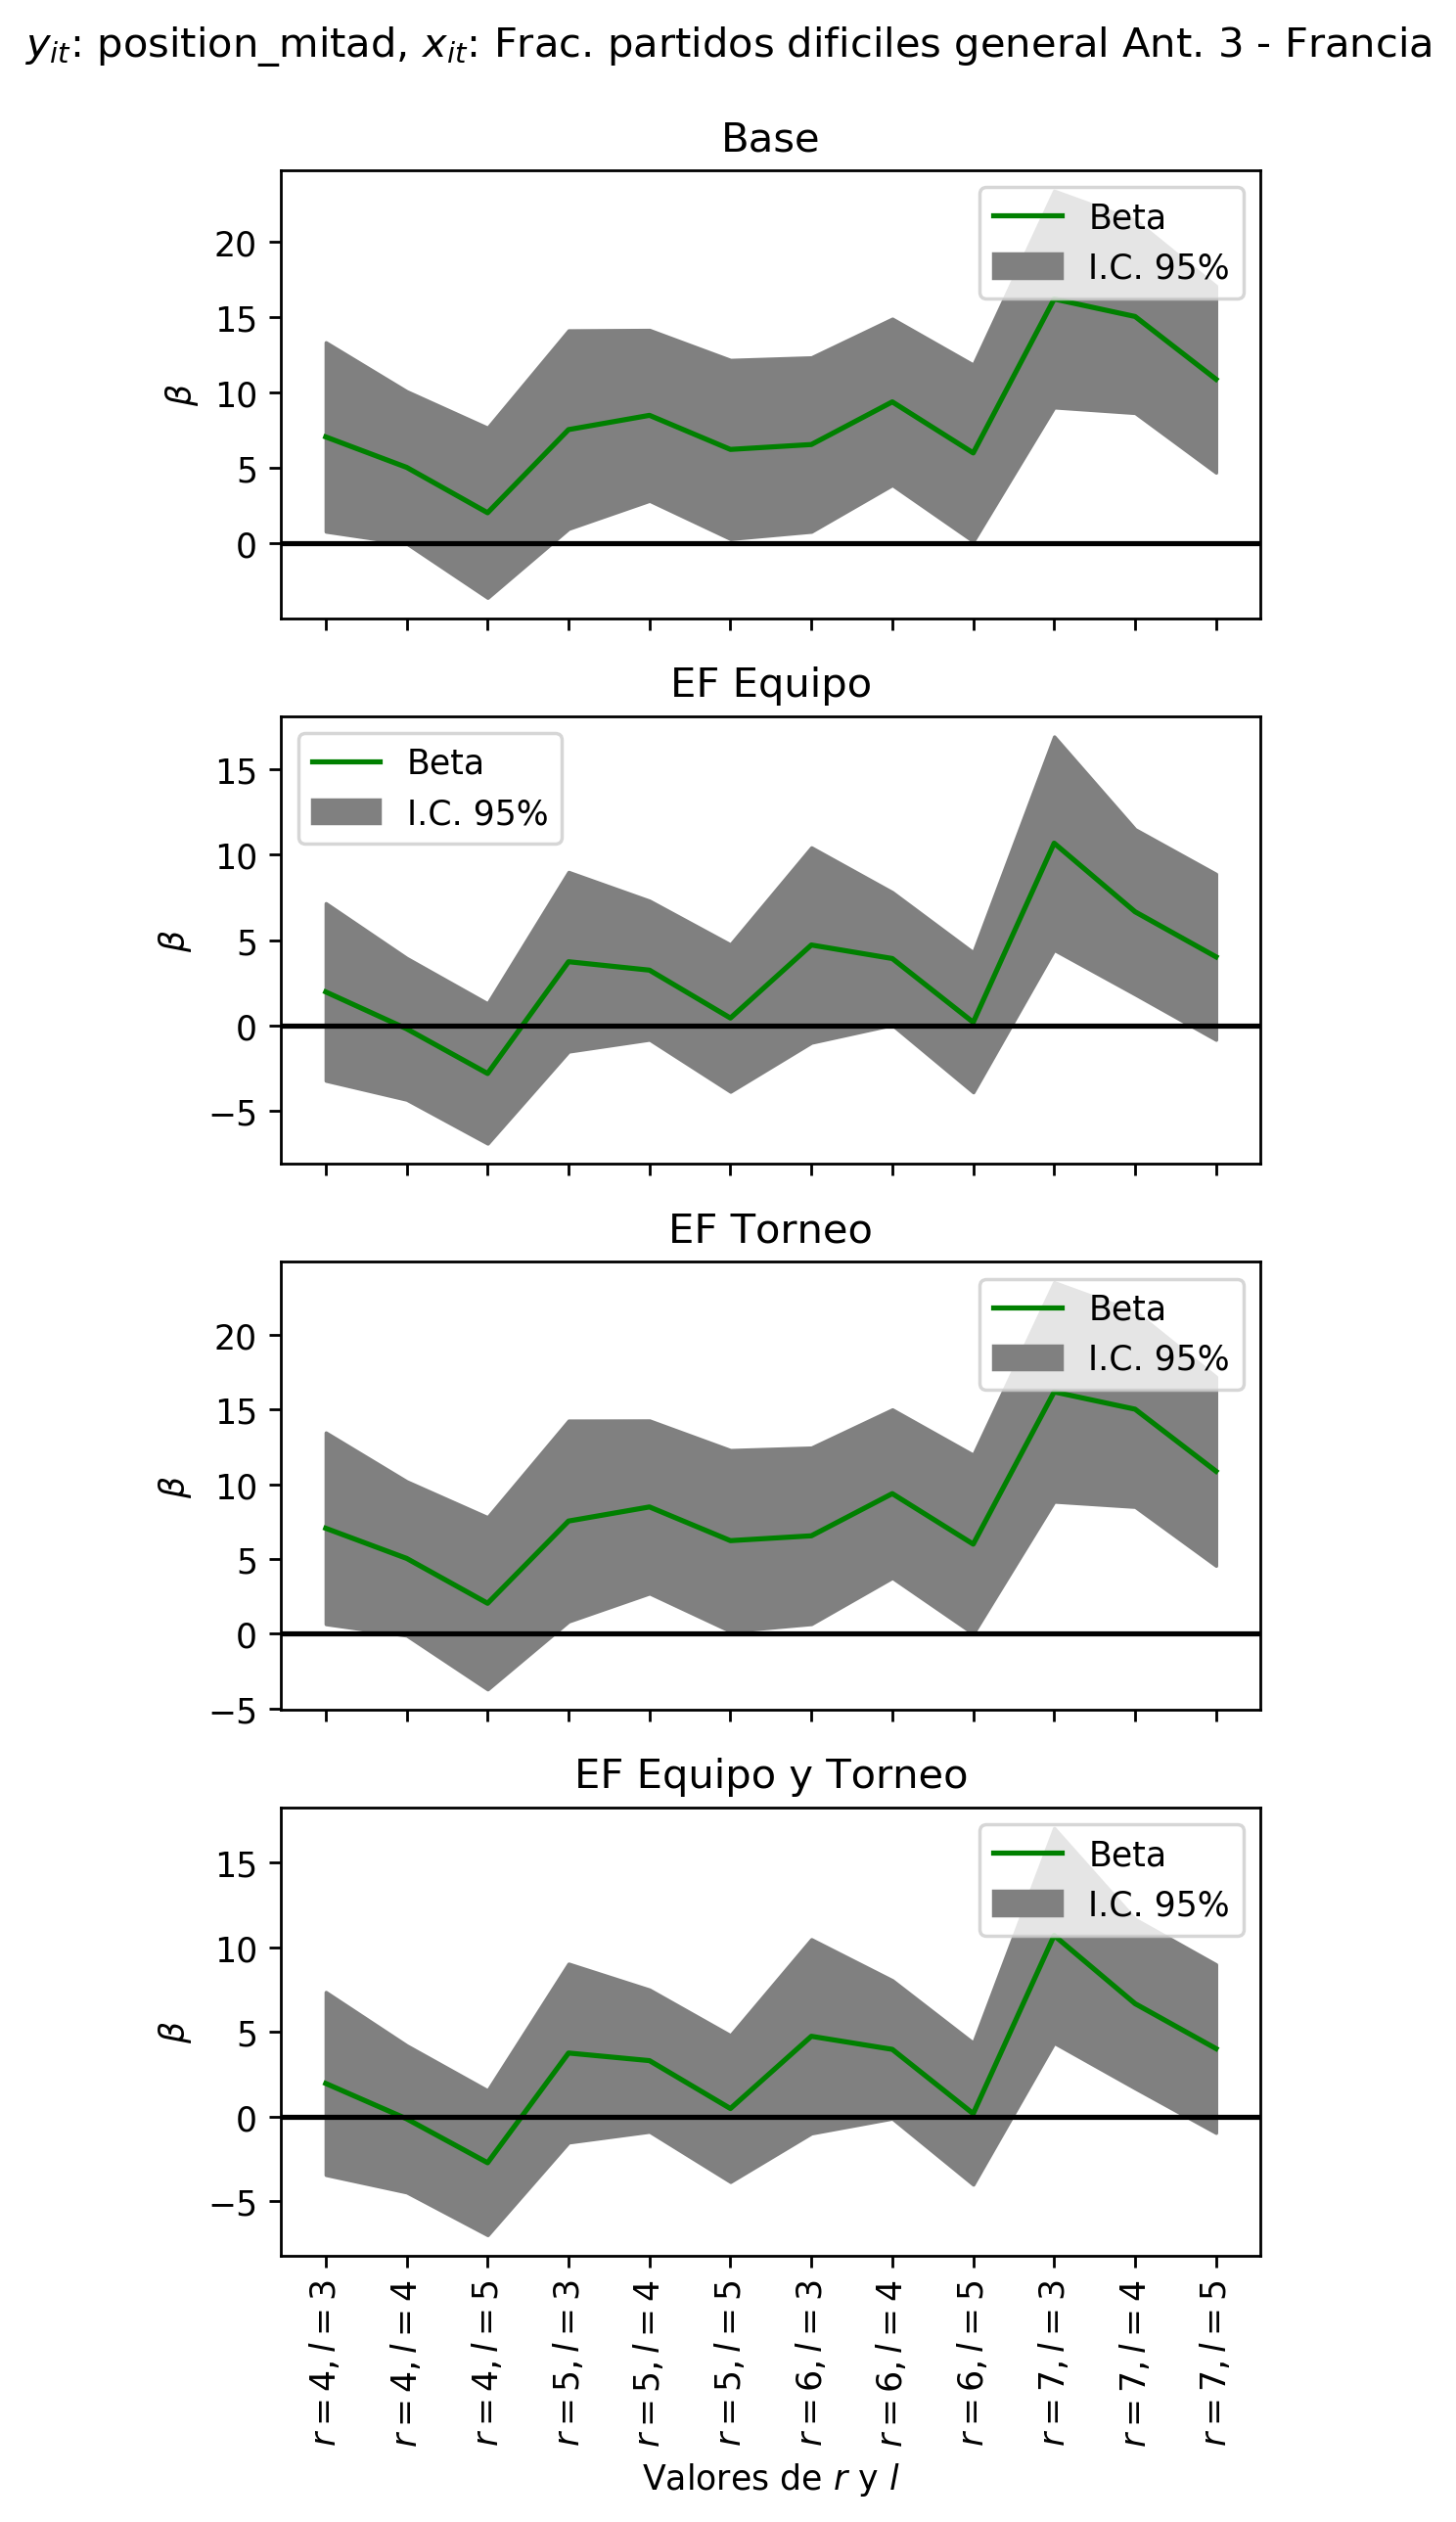 y_it: position_mitad, x_it: Frac. partidos dificiles general Ant. 3 - Francia
Base
Beta
I.C. 95%
20
15
10
5
0
β
EF Equipo
Beta
I.C. 95%
15
10
5
0
−5
β
EF Torneo
Beta
I.C. 95%
20
15
10
5
0
−5
β
EF Equipo y Torneo
Beta
I.C. 95%
15
10
5
0
−5
β
r = 4, l = 3
r = 4, l = 4
r = 4, l = 5
r = 5, l = 3
r = 5, l = 4
r = 5, l = 5
r = 6, l = 3
r = 6, l = 4
r = 6, l = 5
r = 7, l = 3
r = 7, l = 4
r = 7, l = 5
Valores de r y l